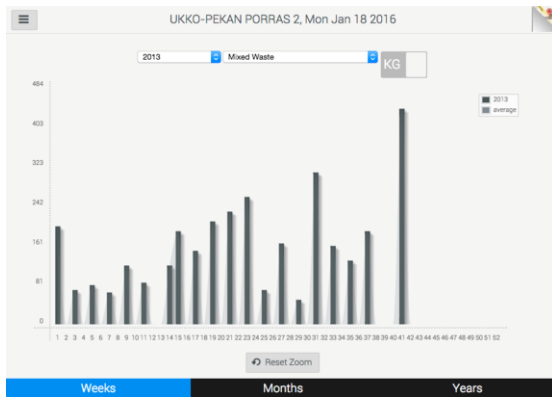 UKKO-PEKAN PORRAS 2, Mon Jan 18 2016
2013 Mixed Waste KG
484
2013
average
403
323
242
161
81
0
1 2 3 4 5 6 7 8 9 10 11 12 13 14 15 16 17 18 19 20 21 22 23 24 25 26 27 28 29 30 31 32 33 34 35 36 37 38 39 40 41 42 43 44 45 46 47 48 49 50 51 52
Reset Zoom
Weeks Months Years